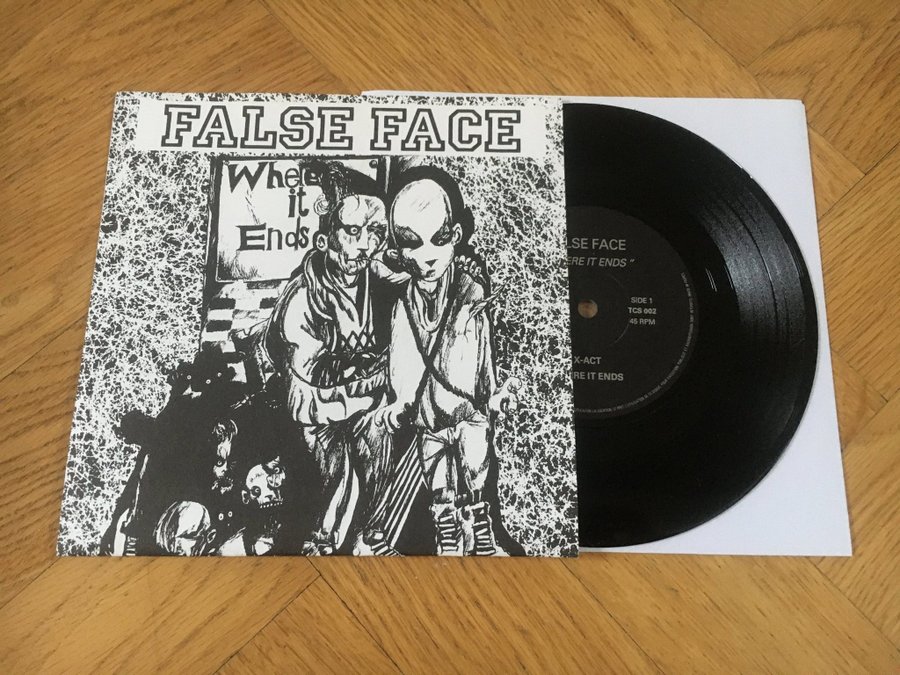 FALSE FACE
Where
it
Ends
LSE FACE
ERE IT ENDS "
SIDE 1
TCS 002
45 RPM
X-ACT
RE IT ENDS